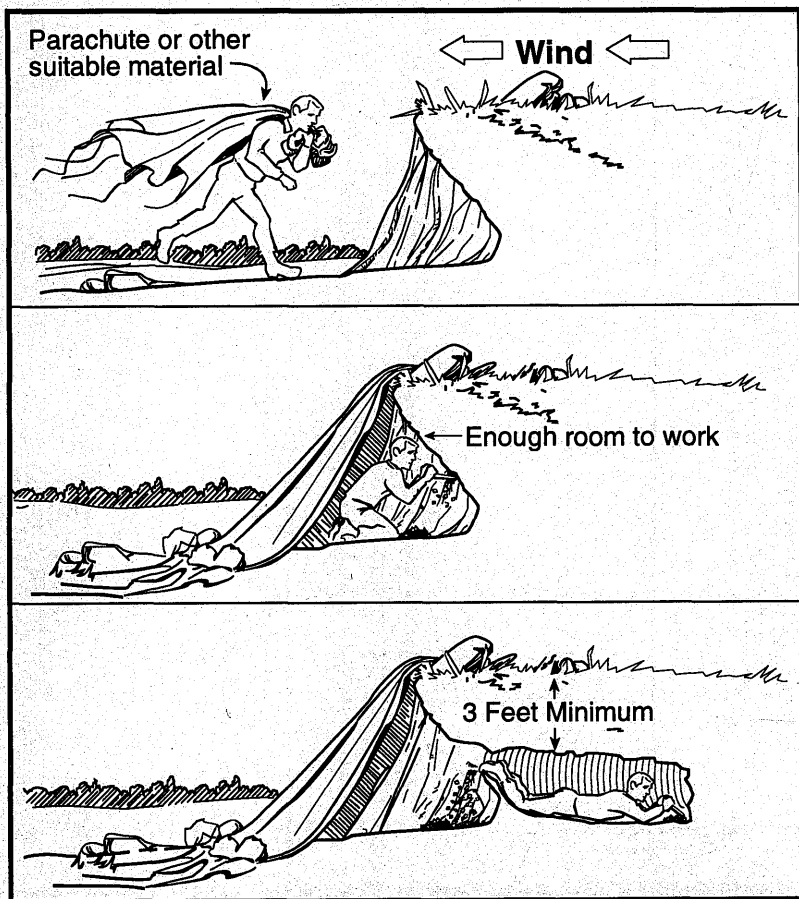 Parachute or other
suitable material
Wind
Enough room to work
3 Feet Minimum